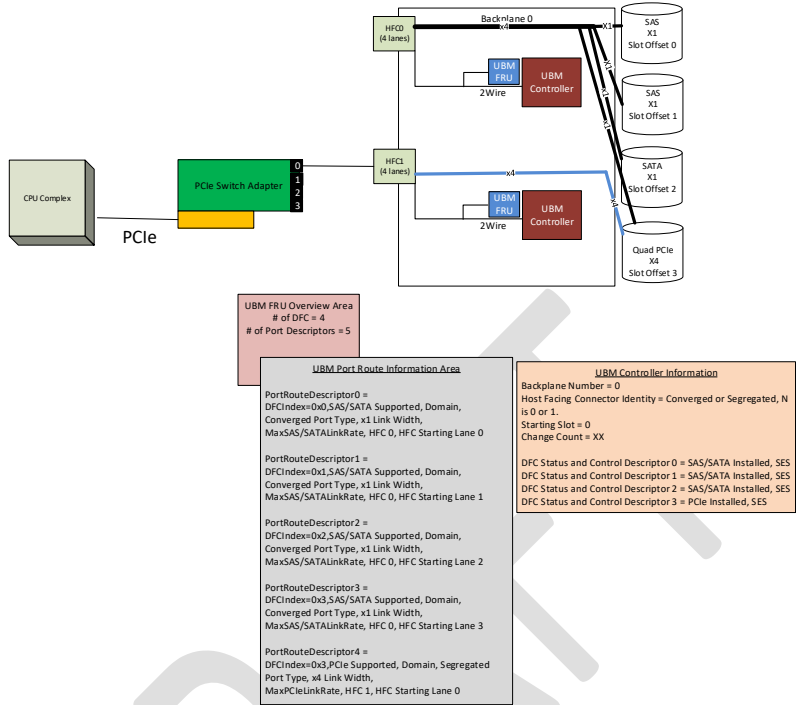 Backplane 0
HFC0
(4 lanes)
x4
X1
SAS
X1
Slot Offset 0
UBM
FRU
UBM
Controller
2Wire
x1
SAS
X1
Slot Offset 1
x1
x1
SATA
X1
Slot Offset 2
HFC1
(4 lanes)
x4
x4
UBM
FRU
UBM
Controller
2Wire
Quad PCIe
X4
Slot Offset 3
CPU Complex
PCIe
PCIe Switch Adapter
0
1
2
3
UBM FRU Overview Area
# of DFC = 4
# of Port Descriptors = 5
UBM Port Route Information Area
PortRouteDescriptor0 =
DFCIndex=0x0,SAS/SATA Supported, Domain,
Converged Port Type, x1 Link Width,
MaxSAS/SATALinkRate, HFC 0, HFC Starting Lane 0
PortRouteDescriptor1 =
DFCIndex=0x1,SAS/SATA Supported, Domain,
Converged Port Type, x1 Link Width,
MaxSAS/SATALinkRate, HFC 0, HFC Starting Lane 1
PortRouteDescriptor2 =
DFCIndex=0x2,SAS/SATA Supported, Domain,
Converged Port Type, x1 Link Width,
MaxSAS/SATALinkRate, HFC 0, HFC Starting Lane 2
PortRouteDescriptor3 =
DFCIndex=0x3,SAS/SATA Supported, Domain,
Converged Port Type, x1 Link Width,
MaxSAS/SATALinkRate, HFC 0, HFC Starting Lane 3
PortRouteDescriptor4 =
DFCIndex=0x3,PCIe Supported, Domain, Segregated
Port Type, x4 Link Width,
MaxPCIeLinkRate, HFC 1, HFC Starting Lane 0
UBM Controller Information
Backplane Number = 0
Host Facing Connector Identity = Converged or Segregated, N
is 0 or 1.
Starting Slot = 0
Change Count = XX
DFC Status and Control Descriptor 0 = SAS/SATA Installed, SES
DFC Status and Control Descriptor 1 = SAS/SATA Installed, SES
DFC Status and Control Descriptor 2 = SAS/SATA Installed, SES
DFC Status and Control Descriptor 3 = PCIe Installed, SES